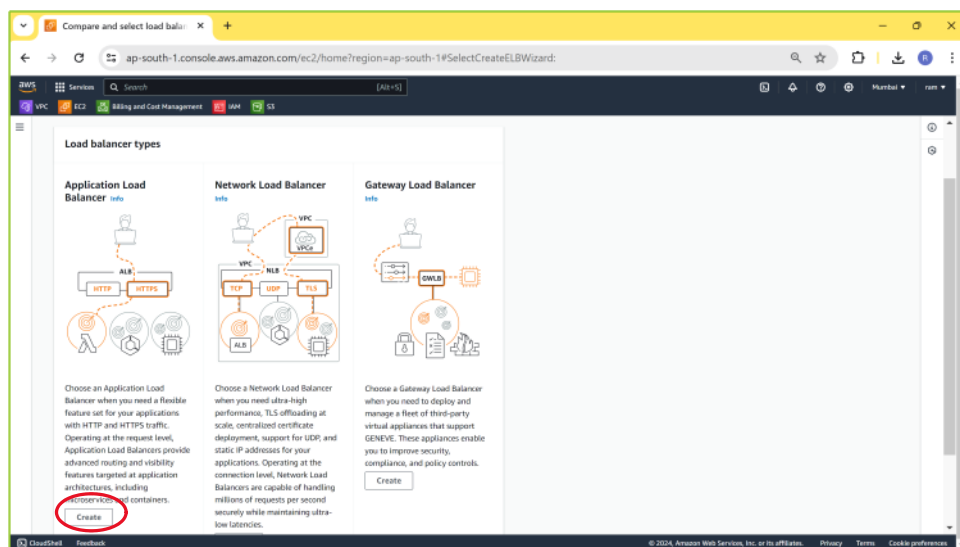 Compare and select load balan
ap-south-1.console.aws.amazon.com/ec2/home?region=ap-south-1#SelectCreateELBWizard:
R
aws
Services
Search
[Alt+S]
Mumbai
ram
VPC
EC2
Billing and Cost Management
IAM
S3
Load balancer types
Application Load
Balancer Info
ALB
HTTP
HTTPS
Choose an Application Load
Balancer when you need a flexible
feature set for your applications
with HTTP and HTTPS traffic.
Operating at the request level,
Application Load Balancers provide
advanced routing and visibility
features targeted at application
architectures, including
microservices and containers.
Create
Network Load Balancer
Info
VPC
VPCe
VPC
NLB
TCP
UDP
TLS
ALB
Choose a Network Load Balancer
when you need ultra-high
performance, TLS offloading at
scale, centralized certificate
deployment, support for UDP, and
static IP addresses for your
applications. Operating at the
connection level, Network Load
Balancers are capable of handling
millions of requests per second
securely while maintaining ultra-
low latencies.
Gateway Load Balancer
Info
GWLB
Choose a Gateway Load Balancer
when you need to deploy and
manage a fleet of third-party
virtual appliances that support
GENEVE. These appliances enable
you to improve security,
compliance, and policy controls.
Create
CloudShell
Feedback
© 2024, Amazon Web Services, Inc. or its affiliates.
Privacy
Terms
Cookie preferences